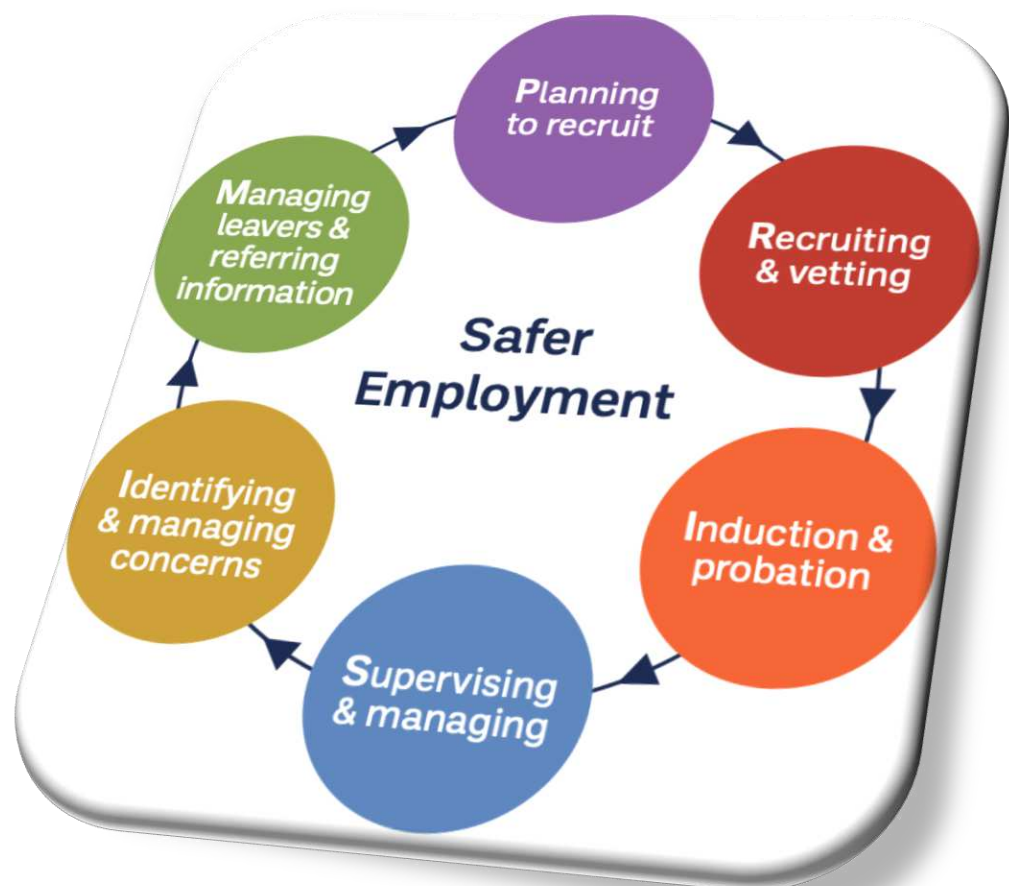 Planning
to recruit
Recruiting
& vetting
Induction &
probation
Supervising
& managing
Identifying
& managing
concerns
Managing
leavers &
referring
information
Safer
Employment